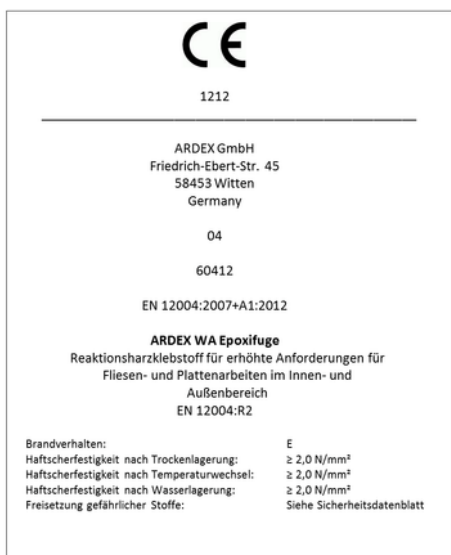 CE
1212
ARDEX GmbH
Friedrich-Ebert-Str. 45
58453 Witten
Germany
04
60412
EN 12004:2007+A1:2012
ARDEX WA Epoxifuge
Reaktionsharzklebstoff für erhöhte Anforderungen für
Fliesen- und Plattenarbeiten im Innen- und
Außenbereich
EN 12004:R2
Brandverhalten: E
Haftscherfestigkeit nach Trockenlagerung: ≥ 2,0 N/mm²
Haftscherfestigkeit nach Temperaturwechsel: ≥ 2,0 N/mm²
Haftscherfestigkeit nach Wasserlagerung: ≥ 2,0 N/mm²
Freisetzung gefährlicher Stoffe: Siehe Sicherheitsdatenblatt